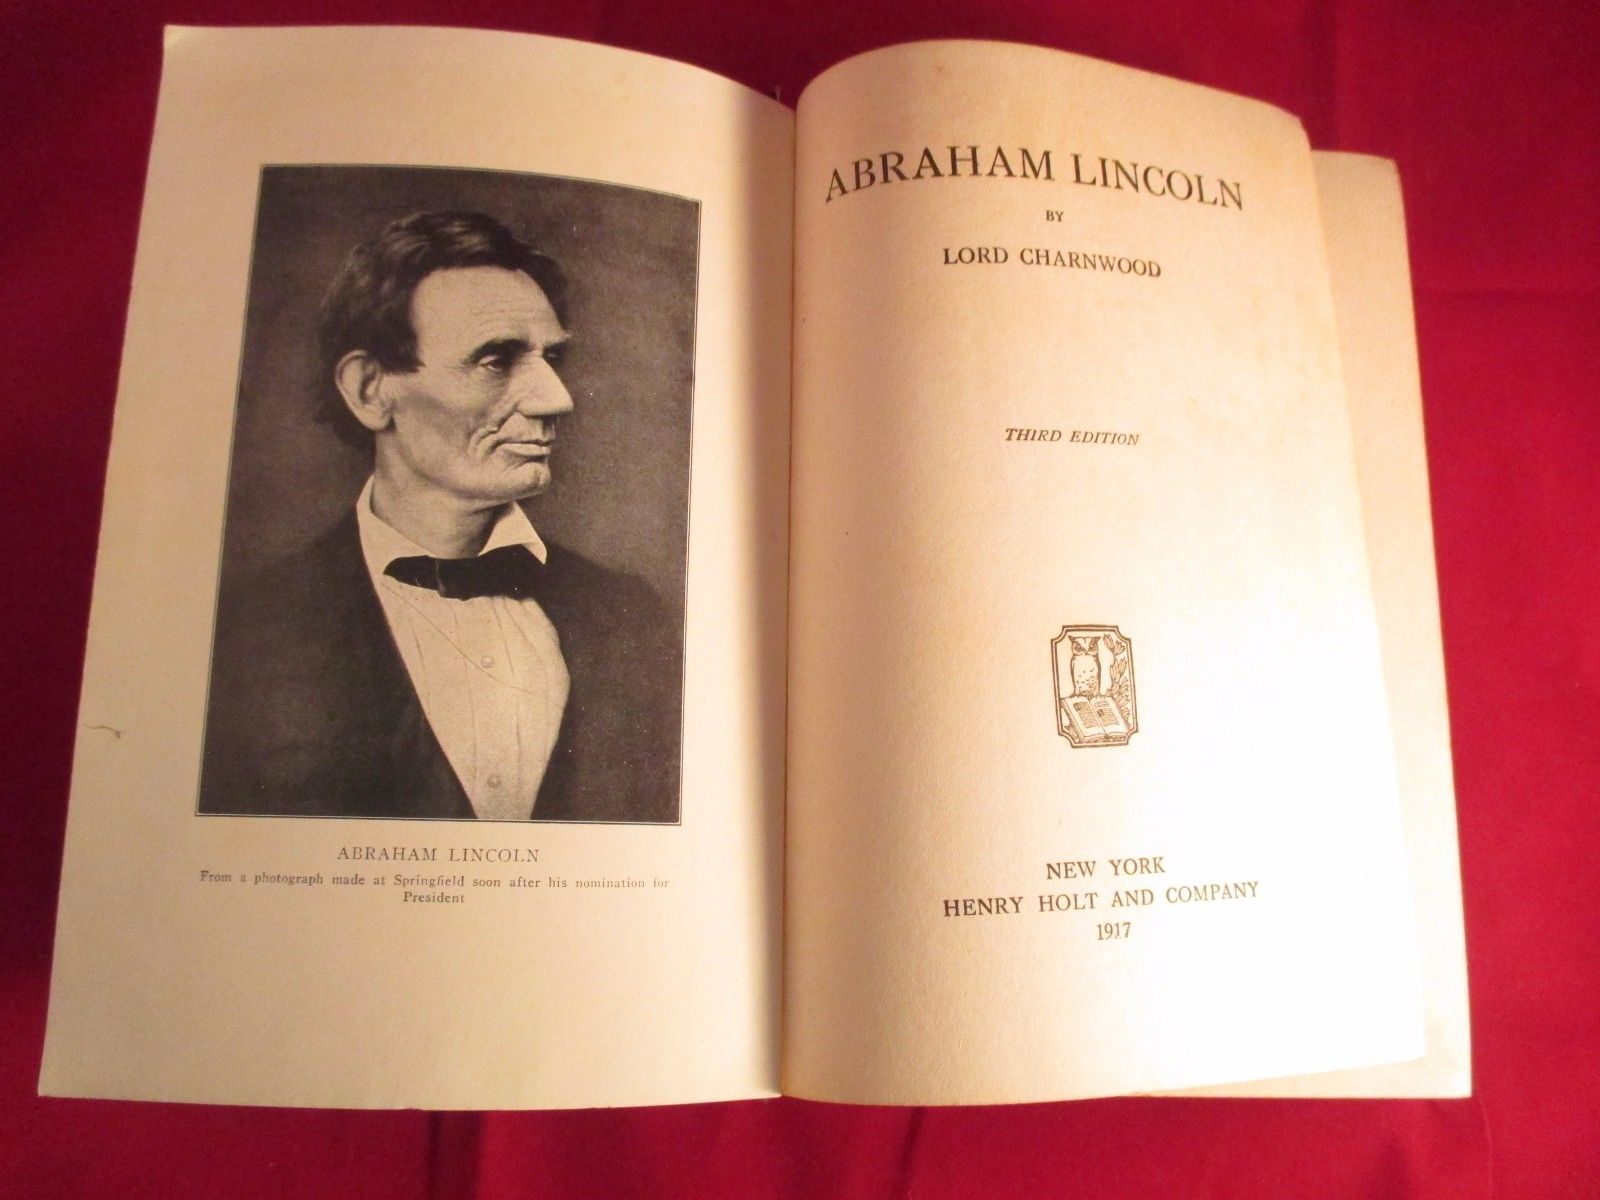 ABRAHAM LINCOLN
From a photograph made at Springfield soon after his nomination for
President
ABRAHAM LINCOLN
BY
LORD CHARNWOOD
THIRD EDITION
NEW YORK
HENRY HOLT AND COMPANY
1917